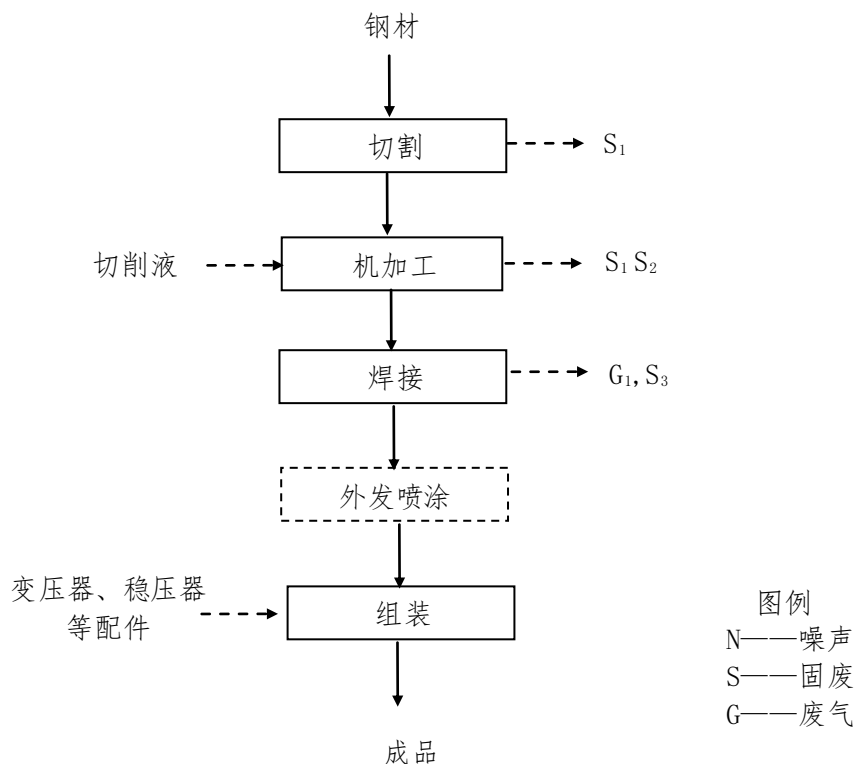 钢材
切割
S₁
切削液
机加工
S₁S₂
焊接
G₁,S₃
外发喷涂
变压器、稳压器
等配件
组装
成品
图例
N——噪声
S——固废
G——废气